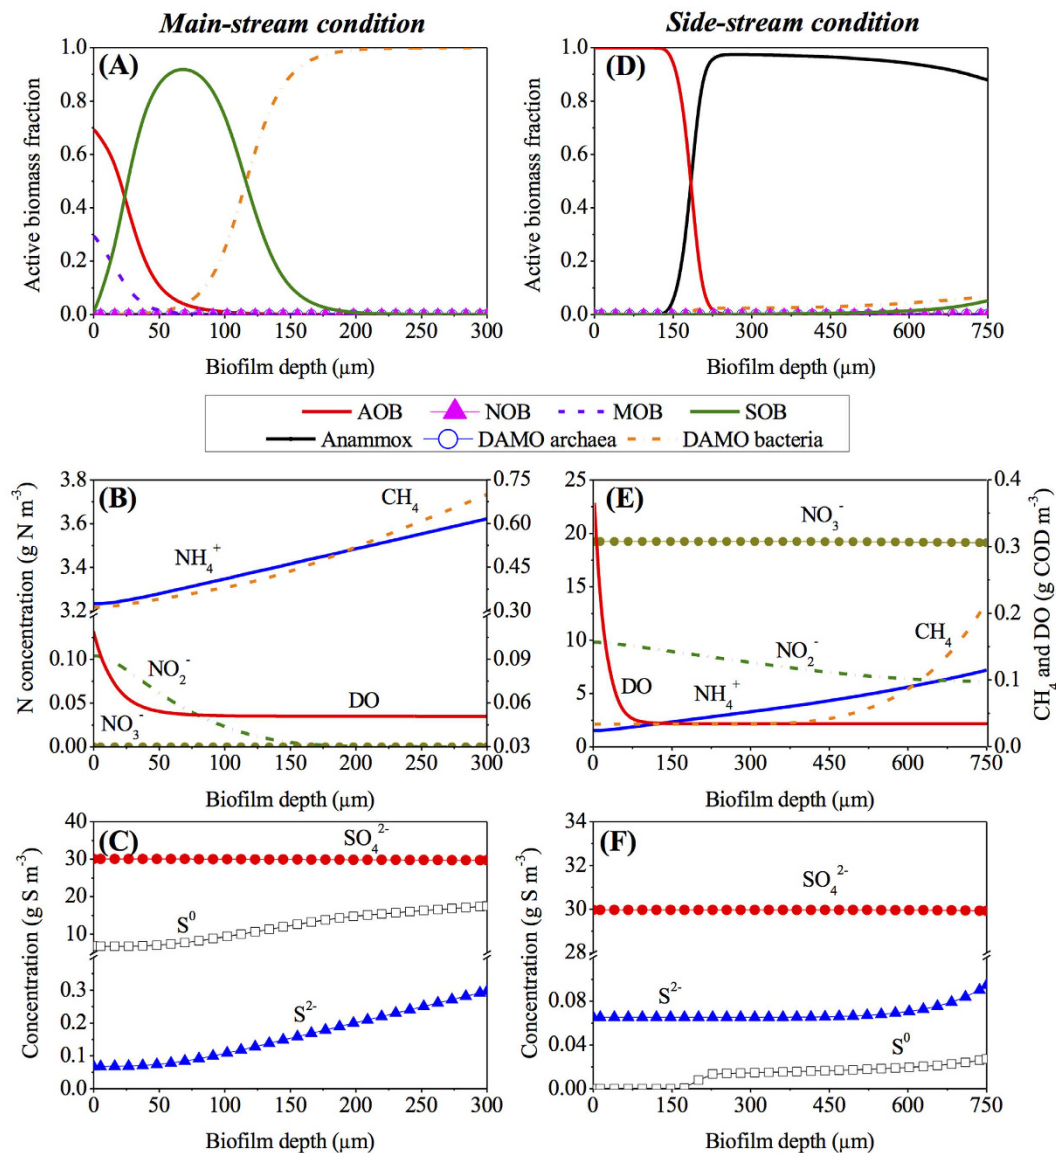 Main-stream condition
Side-stream condition
(A)
(D)
Active biomass fraction
1.0
0.8
0.6
0.4
0.2
0.0
0 50 100 150 200 250 300
Biofilm depth (µm)
Active biomass fraction
1.0
0.8
0.6
0.4
0.2
0.0
0 150 300 450 600 750
Biofilm depth (µm)
AOB NOB MOB SOB
Anammox DAMO archaea DAMO bacteria
(B)
N concentration (g N m⁻³)
3.8
3.6
3.4
3.2
0.10
0.05
0.00
0.75
0.60
0.45
0.30
0.09
0.06
0.03
CH₄
NH₄⁺
NO₂⁻
DO
NO₃⁻
0 50 100 150 200 250 300
Biofilm depth (µm)
(E)
25
20
15
10
5
0
0.4
0.3
0.2
0.1
0.0
CH₄ and DO (g COD m⁻³)
NO₃⁻
CH₄
NO₂⁻
DO
NH₄⁺
0 150 300 450 600 750
Biofilm depth (µm)
(C)
Concentration (g S m⁻³)
40
30
20
10
0.3
0.2
0.1
0.0
SO₄²⁻
S⁰
S²⁻
0 50 100 150 200 250 300
Biofilm depth (µm)
(F)
Concentration (g S m⁻³)
34
32
30
28
0.08
0.04
0.00
SO₄²⁻
S²⁻
S⁰
0 150 300 450 600 750
Biofilm depth (µm)